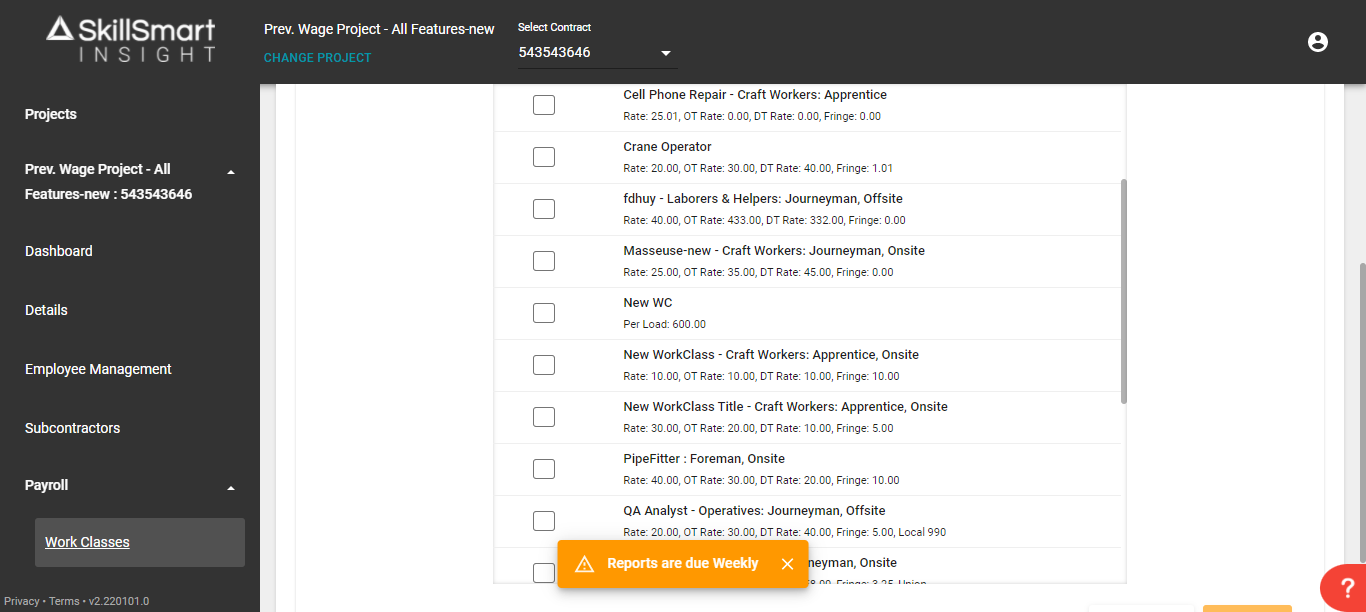 SkillSmart
INSIGHT
Prev. Wage Project - All Features-new
CHANGE PROJECT
Select Contract
543543646
Projects
Prev. Wage Project - All
Features-new : 543543646
Dashboard
Details
Employee Management
Subcontractors
Payroll
Work Classes
Privacy • Terms • v2.220101.0
Cell Phone Repair - Craft Workers: Apprentice
Rate: 25.01, OT Rate: 0.00, DT Rate: 0.00, Fringe: 0.00
Crane Operator
Rate: 20.00, OT Rate: 30.00, DT Rate: 40.00, Fringe: 1.01
fdhuy - Laborers & Helpers: Journeyman, Offsite
Rate: 40.00, OT Rate: 433.00, DT Rate: 332.00, Fringe: 0.00
Masseuse-new - Craft Workers: Journeyman, Onsite
Rate: 25.00, OT Rate: 35.00, DT Rate: 45.00, Fringe: 0.00
New WC
Per Load: 600.00
New WorkClass - Craft Workers: Apprentice, Onsite
Rate: 10.00, OT Rate: 10.00, DT Rate: 10.00, Fringe: 10.00
New WorkClass Title - Craft Workers: Apprentice, Onsite
Rate: 30.00, OT Rate: 20.00, DT Rate: 10.00, Fringe: 5.00
PipeFitter : Foreman, Onsite
Rate: 40.00, OT Rate: 30.00, DT Rate: 20.00, Fringe: 10.00
QA Analyst - Operatives: Journeyman, Offsite
Rate: 20.00, OT Rate: 30.00, DT Rate: 40.00, Fringe: 5.00, Local 990
neyman, Onsite
Fringe: 3.25, Union
Reports are due Weekly
?